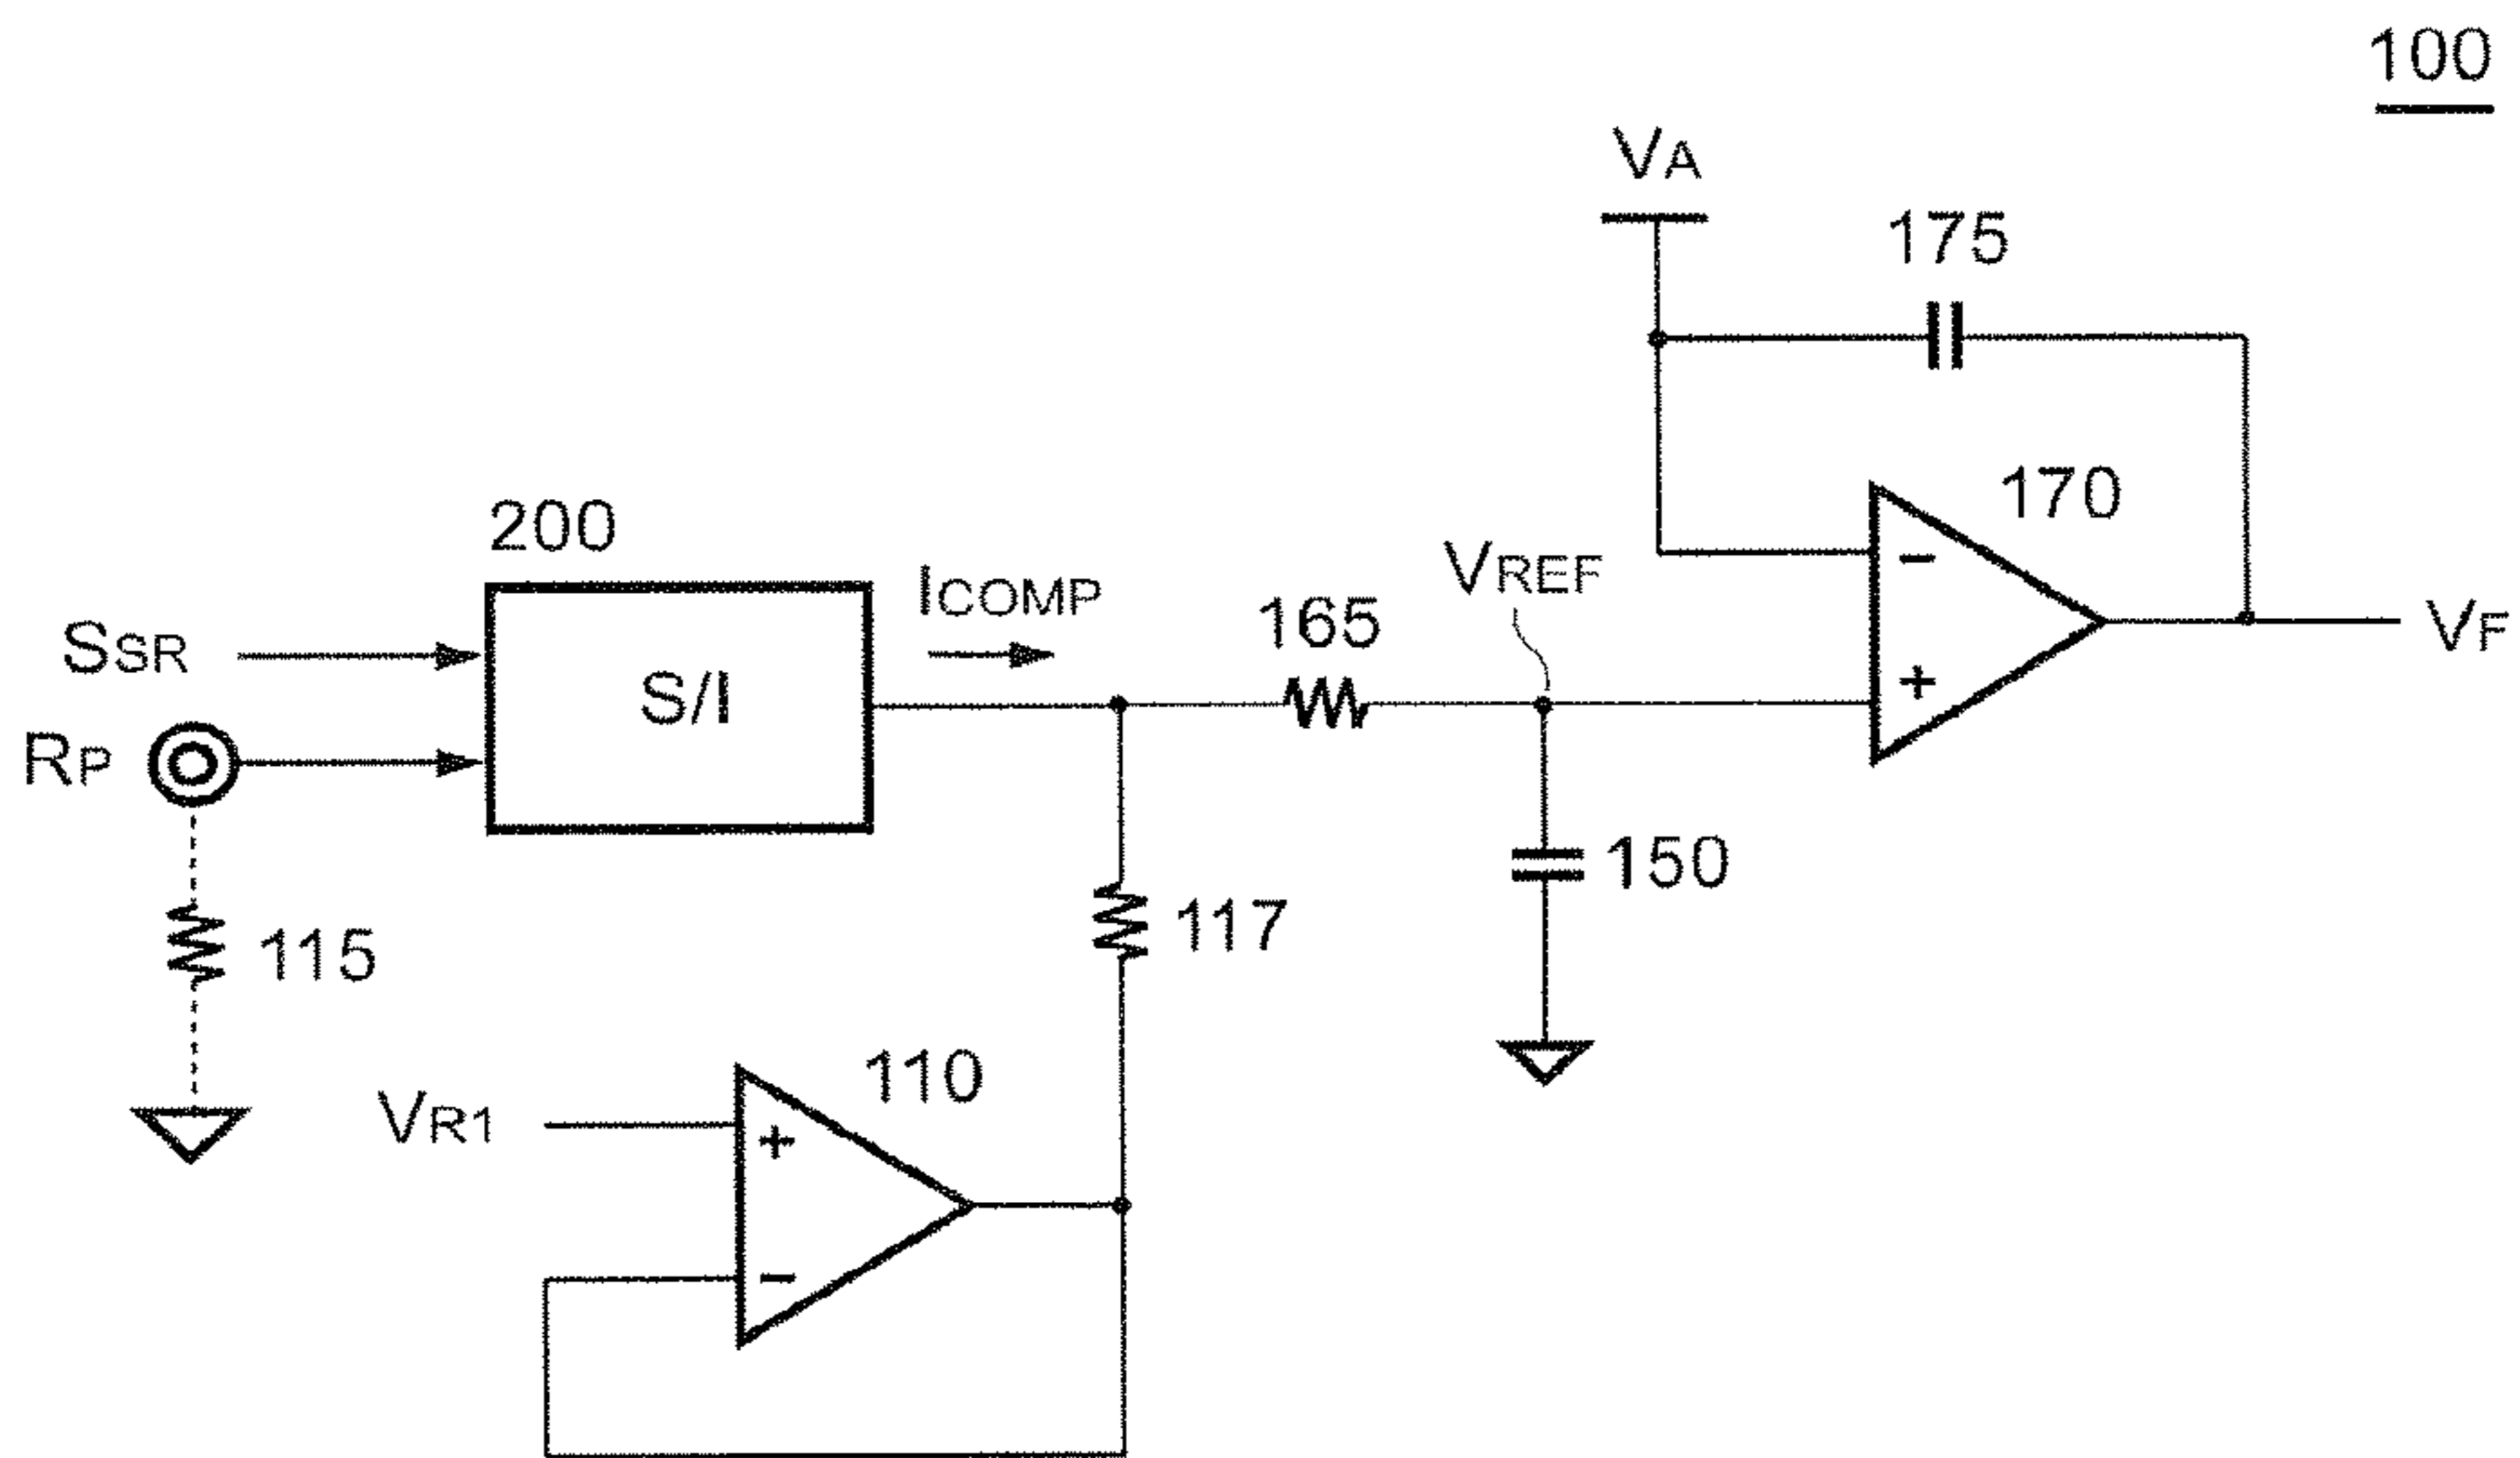 100
VA
175
170
200
ICOMP
VREF
165
SSR
S/I
VF
RP
150
117
115
110
VR1
+
-
-
+